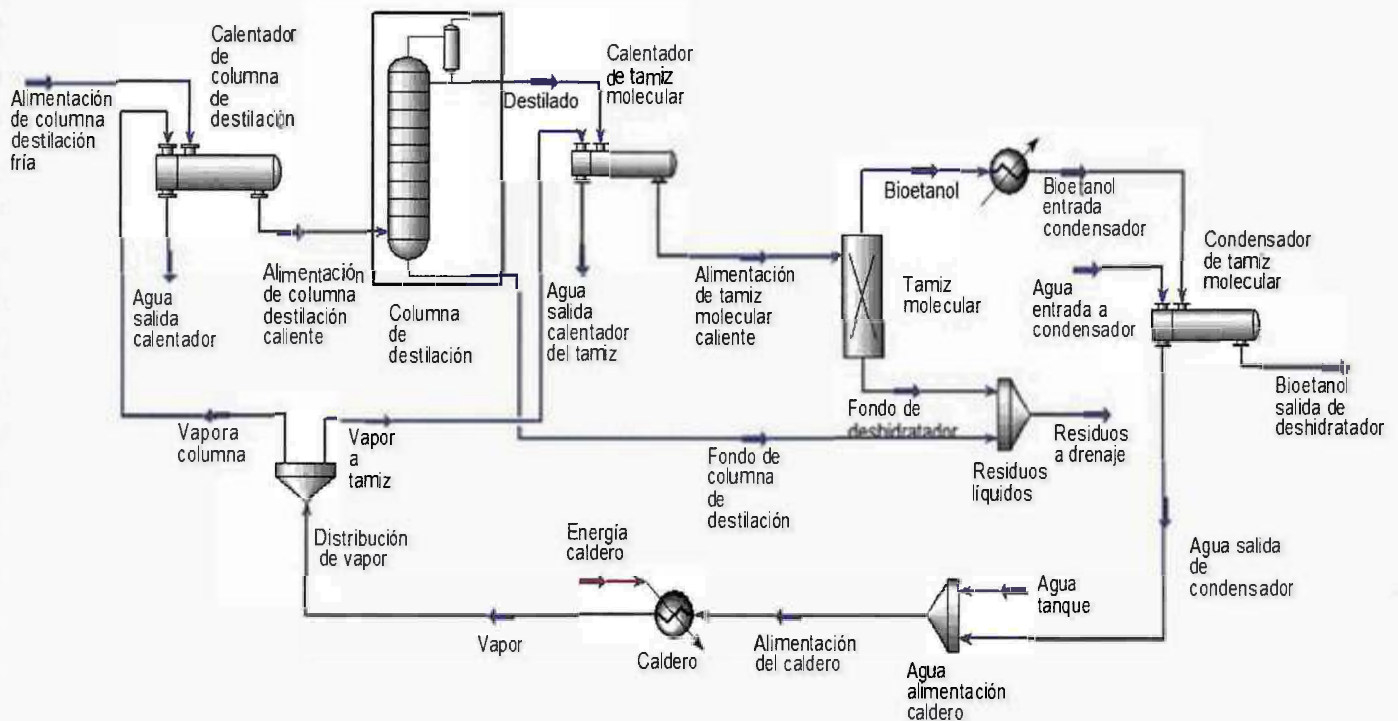 Calentador
de
columna
de
destilación
Alimentación
de columna
destilación
fría
Agua
salida
calentador
Alimentación
de columna
destilación
caliente
Columna
de
destilación
Destilado
Calentador
de tamiz
molecular
Agua
salida
calentador
del tamiz
Alimentación
de tamiz
molecular
caliente
Bioetanol
Tamiz
molecular
Bioetanol
entrada
condensador
Agua
entrada a
condensador
Condensador
de tamiz
molecular
Bioetanol
salida de
deshidratador
Fondo de
deshidratador
Residuos
a drenaje
Residuos
líquidos
Fondo de
columna
de
destilación
Vapora
columna
Vapor
a
tamiz
Distribución
de vapor
Energía
caldero
Vapor
Caldero
Alimentación
del caldero
Agua
tanque
Agua
alimentación
caldero
Agua salida
de
condensador